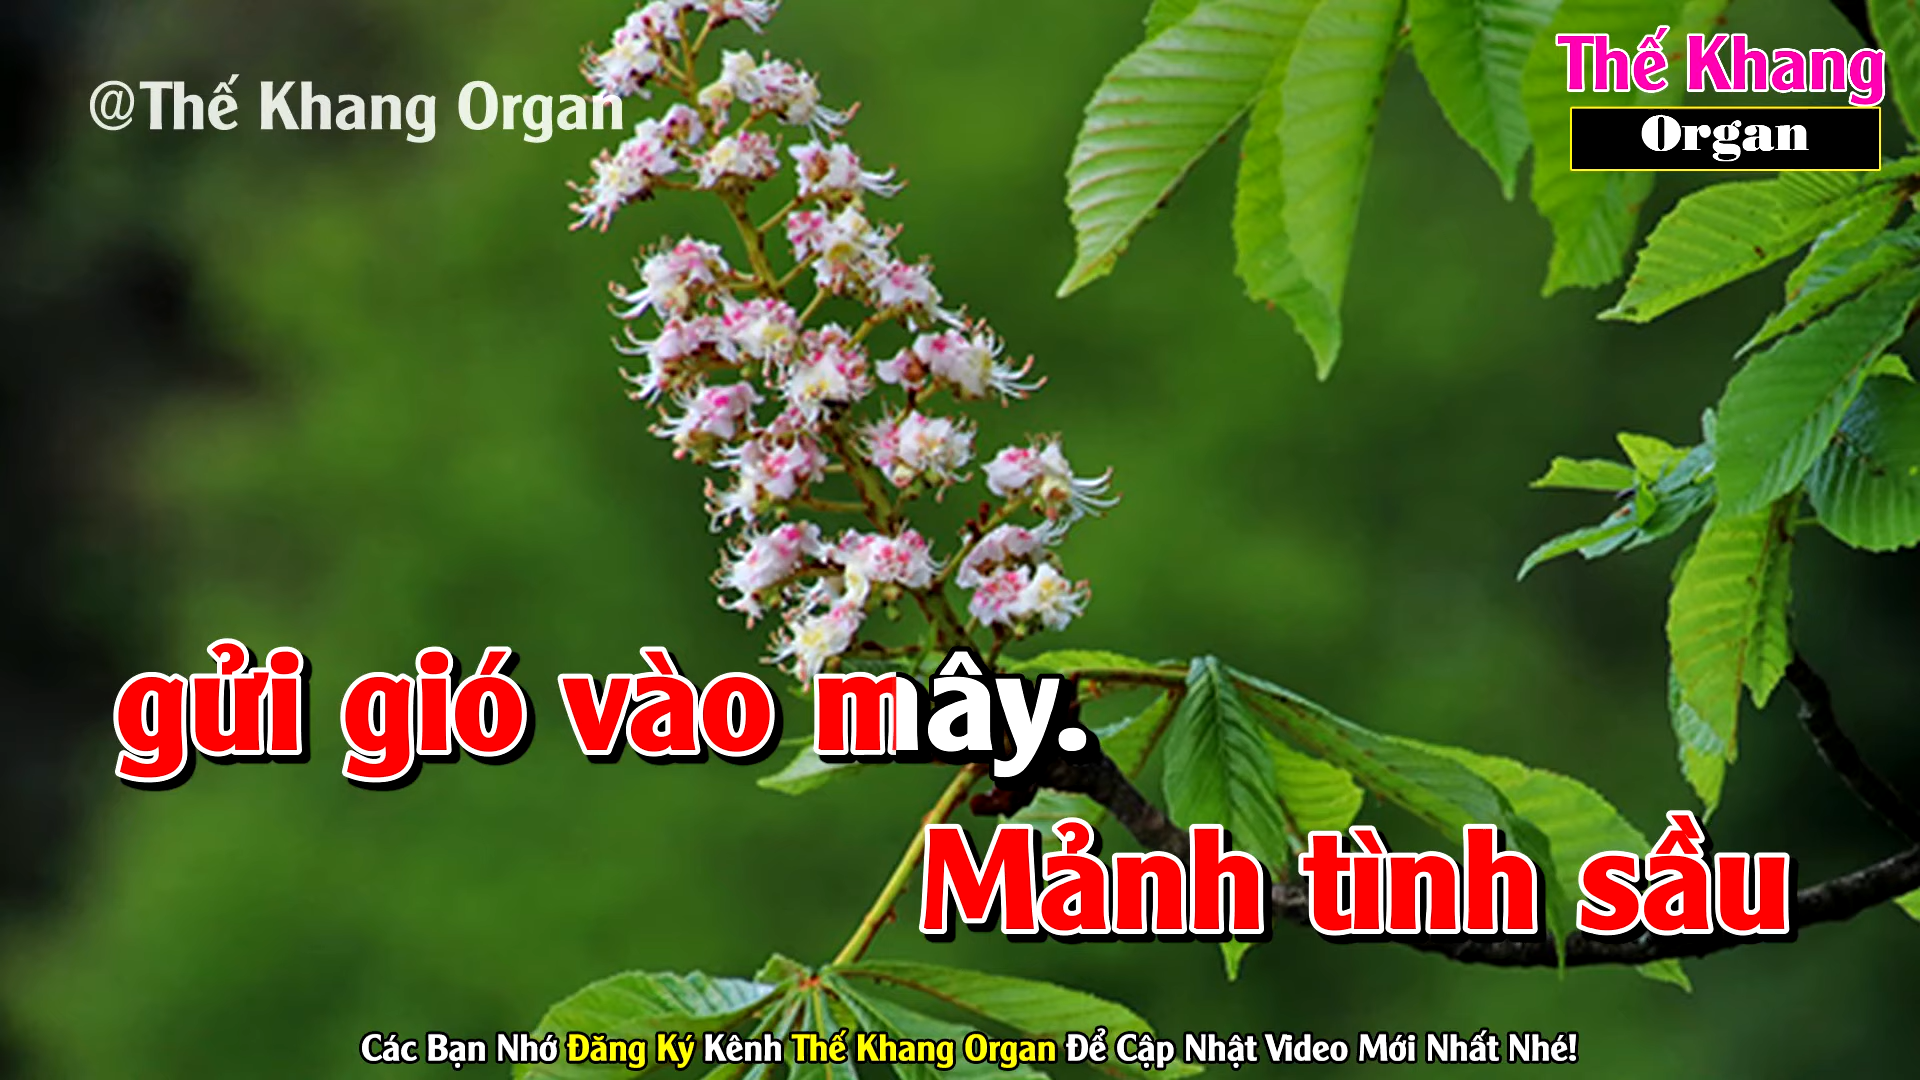 @Thế Khang Organ
Thế Khang
Organ
gửi gió vào mây.
Mảnh tình sầu
Các Bạn Nhớ Đăng Ký Kênh Thế Khang Organ Để Cập Nhật Video Mới Nhất Nhé!